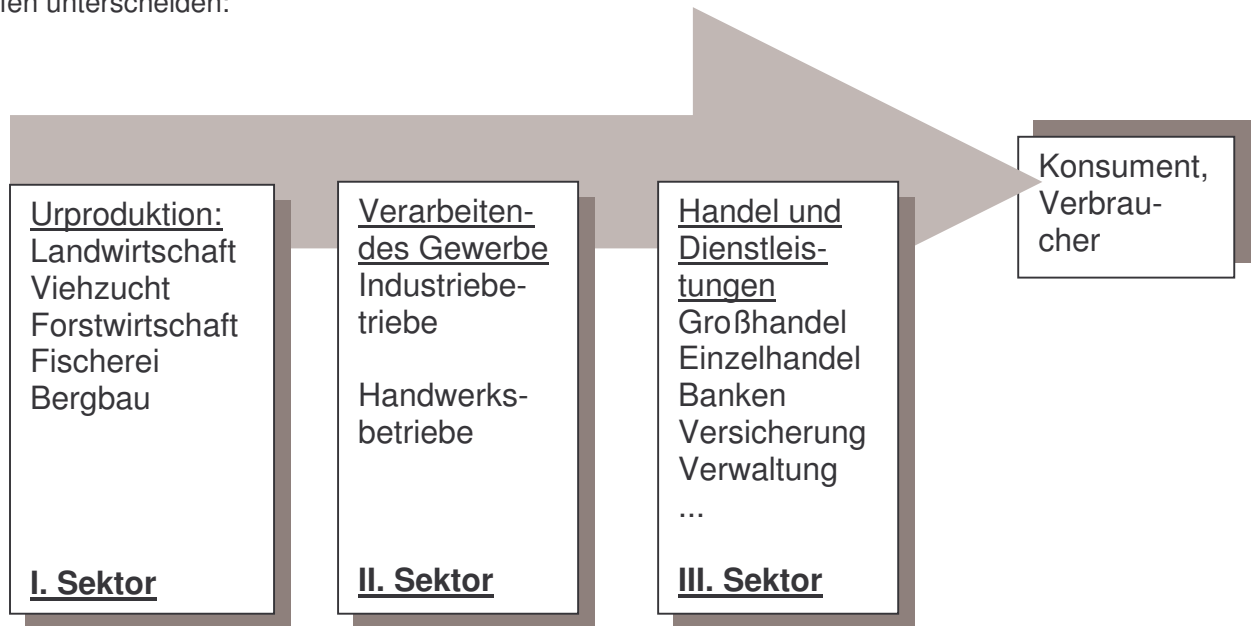 unterscheiden:
Urproduktion:
Landwirtschaft
Viehzucht
Forstwirtschaft
Fischerei
Bergbau
I. Sektor
Verarbeiten-
des Gewerbe
Industriebe-
triebe
Handwerks-
betriebe
II. Sektor
Handel und
Dienstleis-
tungen
Großhandel
Einzelhandel
Banken
Versicherung
Verwaltung
...
III. Sektor
Konsument,
Verbrau-
cher